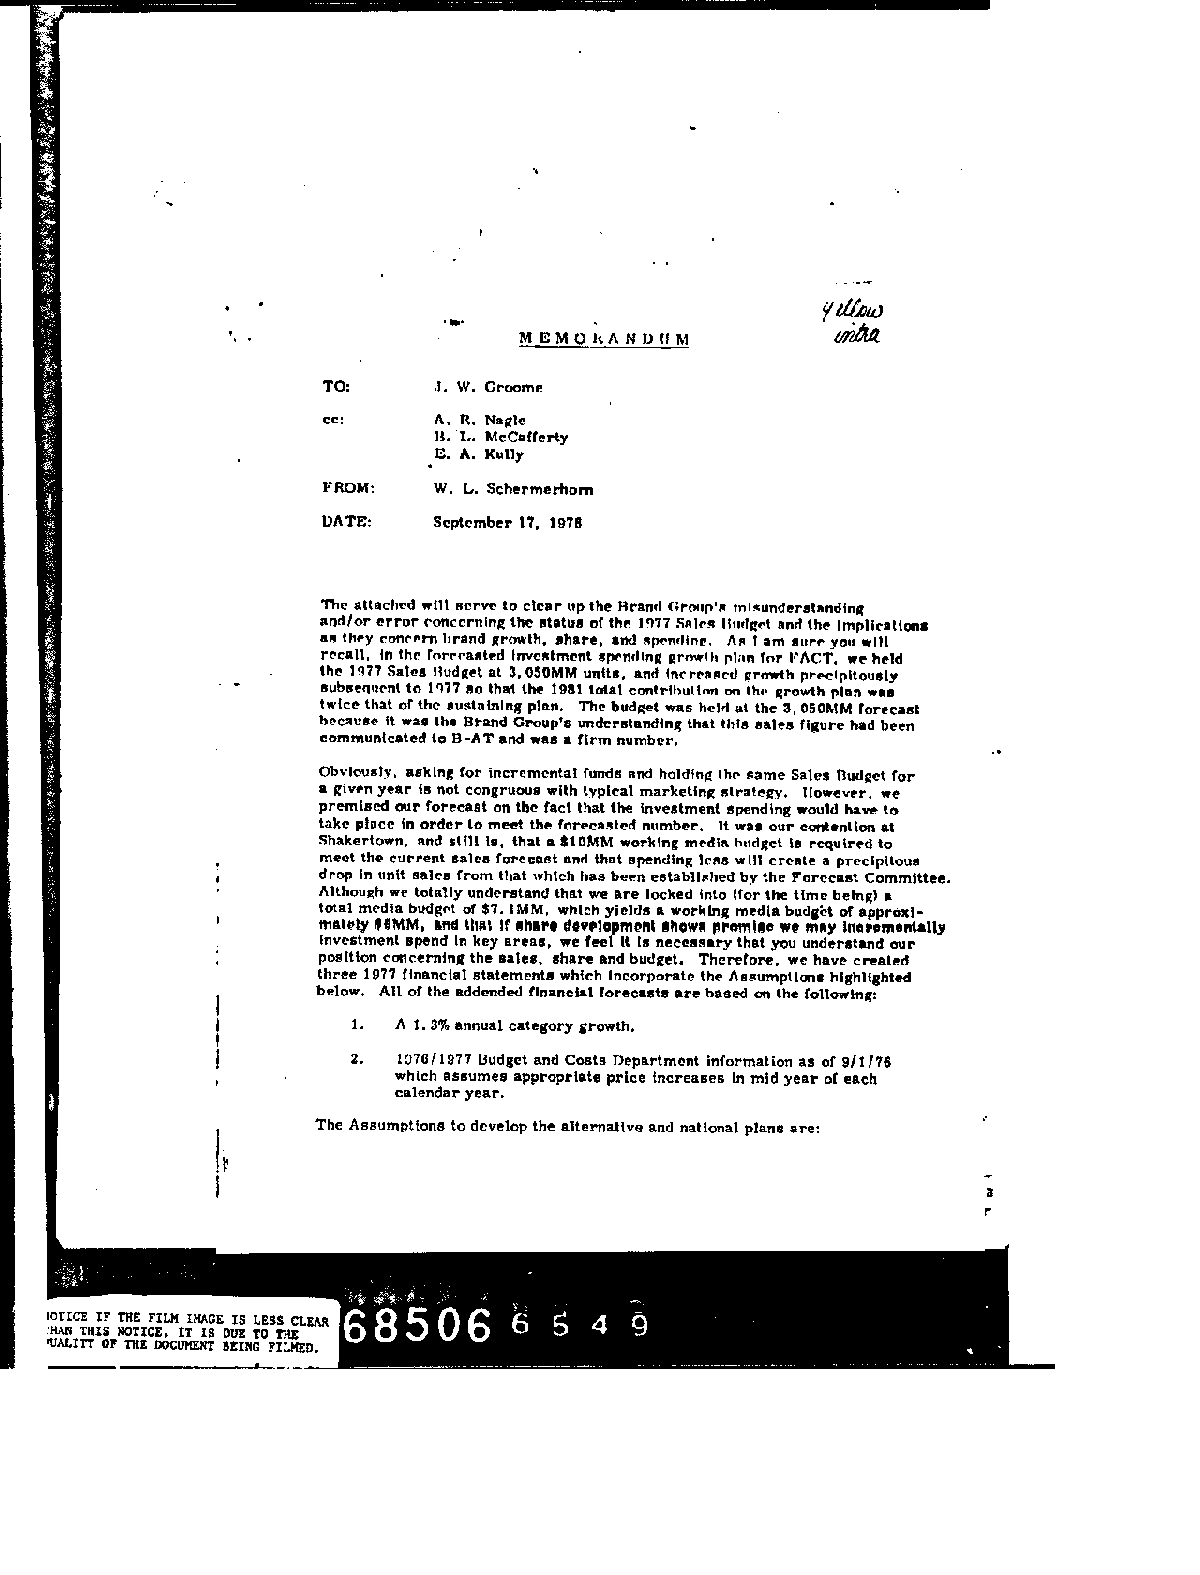 yellow
intra
MEMORANDUM
TO: J. W. Groome
cc: A. R. Nagle
B. L. McCafferty
E. A. Kully
FROM: W. L. Schermerhorn
DATE: September 17, 1976
The attached will serve to clear up the Brand Group's misunderstanding
and/or error concerning the status of the 1977 Sales Budget and the implications
as they concern brand growth, share, and spending. As I am sure you will
recall, in the forecasted investment spending growth plan for FACT, we held
the 1977 Sales Budget at 3,050MM units, and increased growth precipitously
subsequent to 1977 so that the 1981 total contribution on the growth plan was
twice that of the sustaining plan. The budget was held at the 3,050MM forecast
because it was the Brand Group's understanding that this sales figure had been
communicated to B-AT and was a firm number.
Obviously, asking for incremental funds and holding the same Sales Budget for
a given year is not congruous with typical marketing strategy. However, we
premised our forecast on the fact that the investment spending would have to
take place in order to meet the forecasted number. It was our contention at
Shakertown, and still is, that a $10MM working media budget is required to
meet the current sales forecast and that spending less will create a precipitous
drop in unit sales from that which has been established by the Forecast Committee.
Although we totally understand that we are locked into (for the time being) a
total media budget of $7.1MM, which yields a working media budget of approxi-
mately $6MM, and that if share development shows promise we may incrementally
investment spend in key areas, we feel it is necessary that you understand our
position concerning the sales, share and budget. Therefore, we have created
three 1977 financial statements which incorporate the Assumptions highlighted
below. All of the addended financial forecasts are based on the following:
1. A 1.3% annual category growth.
2. 1976/1977 Budget and Costs Department information as of 9/1/76
which assumes appropriate price increases in mid year of each
calendar year.
The Assumptions to develop the alternative and national plans are:
OTICE IF THE FILM IMAGE IS LESS CLEAR
HAN THIS NOTICE, IT IS DUE TO THE
UALITY OF THE DOCUMENT BEING FILMED.
68506 6549